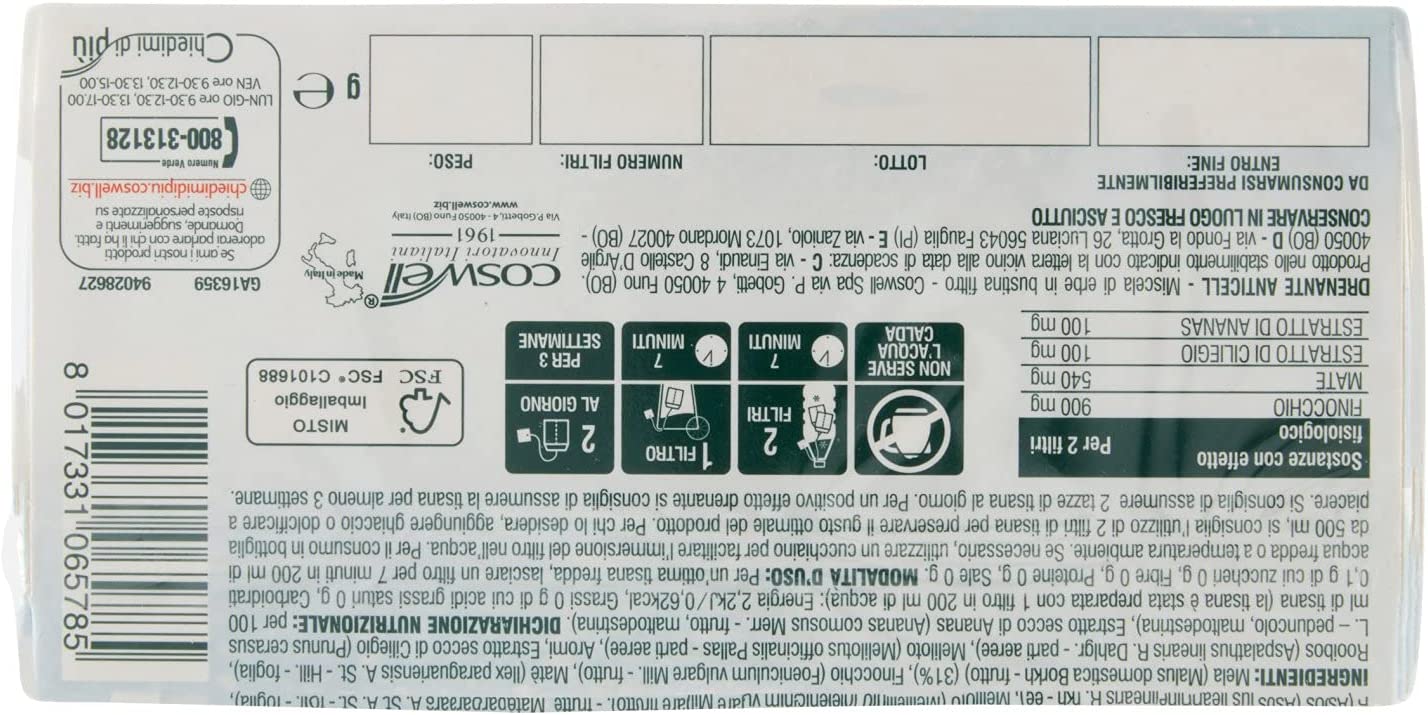 INGREDIENTI: Mela (Malus domestica Borkn - frutto) (31%), Finocchio (Foeniculum vulgare Mill. - frutto), Matè (Ilex paraguariensis A. St. - Hill - foglia),
Rooibos (Aspalathus linearis R. Dahlgr. - parti aeree), Meliloto (Melilotus officinalis Pallas - parti aeree), Aromi, Estratto secco di Ciliegio (Prunus cerasus
L. – peduncolo, maltodestrina), Estratto secco di Ananas (Ananas comosus Merr. - frutto, maltodestrina). DICHIARAZIONE NUTRIZIONALE: per 100
ml di tisana (la tisana è stata preparata con 1 filtro in 200 ml di acqua): Energia 2,2kJ/0,62kcal, Grassi 0 g di cui acidi grassi saturi 0 g, Carboidrati
0,1 g di cui zuccheri 0 g, Fibre 0 g, Proteine 0 g, Sale 0 g. MODALITA D'USO: Per un'ottima tisana fredda, lasciare un filtro per 7 minuti in 200 ml di
acqua fredda o a temperatura ambiente. Se necessario, utilizzare un cucchiaino per facilitare l'immersione del filtro nell'acqua. Per il consumo in bottiglia
da 500 ml, si consiglia l'utilizzo di 2 filtri di tisana per preservare il gusto ottimale del prodotto. Per chi lo desidera, aggiungere ghiaccio o dolcificare a
piacere. Si consiglia di assumere 2 tazze di tisana al giorno. Per un positivo effetto drenante si consiglia di assumere la tisana per almeno 3 settimane.
Sostanze con effetto
fisiologico
Per 2 filtri
FINOCCHIO 900 mg
MATE 540 mg
ESTRATTO DI CILIEGIO 100 mg
ESTRATTO DI ANANAS 100 mg
NON SERVE
L'ACQUA
CALDA
2
FILTRI
7
MINUTI
1 FILTRO
7
MINUTI
2
AL GIORNO
PER 3
SETTIMANE
MISTO
Imballaggio
FSC FSC® C101688
8 017331 065785
DRENANTE ANTICELL - Miscela di erbe in bustina filtro - Coswell Spa via P. Gobetti, 4 40050 Funo (BO).
Prodotto nello stabilimento indicato con la lettera vicino alla data di scadenza: C - via Einaudi, 8 Castello D'Argile
40050 (BO) D - via Fondo la Grotta, 26 Luciana 56043 Fauglia (PI) E - via Zaniolo, 1073 Mordano 40027 (BO) -
CONSERVARE IN LUOGO FRESCO E ASCIUTTO
coswell®
Innovatori Italiani
1961
Via P.Gobetti, 4 - 40050 Funo (BO) Italy
www.coswell.biz
Made in Italy
GA16359 94028627
Se ami i nostri prodotti,
adorerai parlare con chi li ha fatti.
Domande, suggerimenti e
risposte personalizzate su
chiedimidipiu.coswell.biz
Numero Verde
800-313128
LUN-GIO ore 9.30-12.30, 13.30-17.00
VEN ore 9.30-12.30, 13.30-15.00
Chiedimi di più
DA CONSUMARSI PREFERIBILMENTE
ENTRO FINE:
LOTTO:
NUMERO FILTRI:
PESO:
g ℮